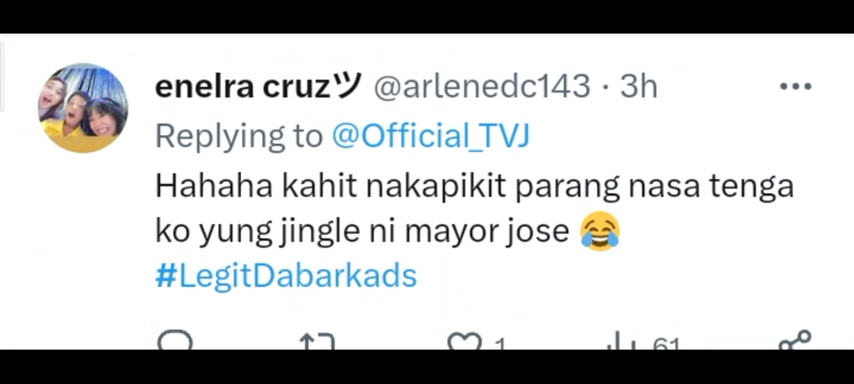 enelra cruzツ @arlenedc143 · 3h
Replying to @Official_TVJ
Hahaha kahit nakapikit parang nasa tenga
ko yung jingle ni mayor jose 😂
#LegitDabarkads
1 61